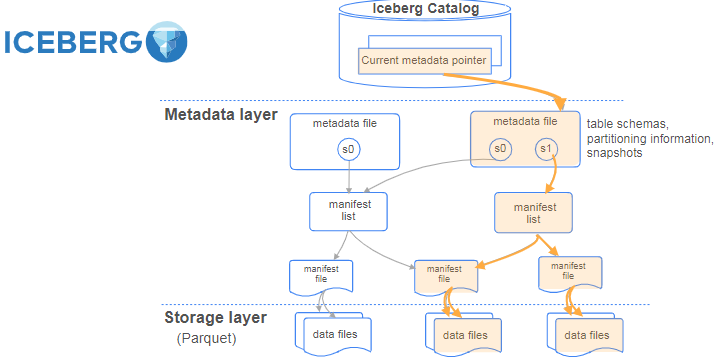 Iceberg Catalog
ICEBERG
Current metadata pointer
Metadata layer
metadata file
s0
metadata file
s0
s1
table schemas,
partitioning information,
snapshots
manifest
list
manifest
list
manifest
file
manifest
file
manifest
file
Storage layer
(Parquet)
data files
data files
data files